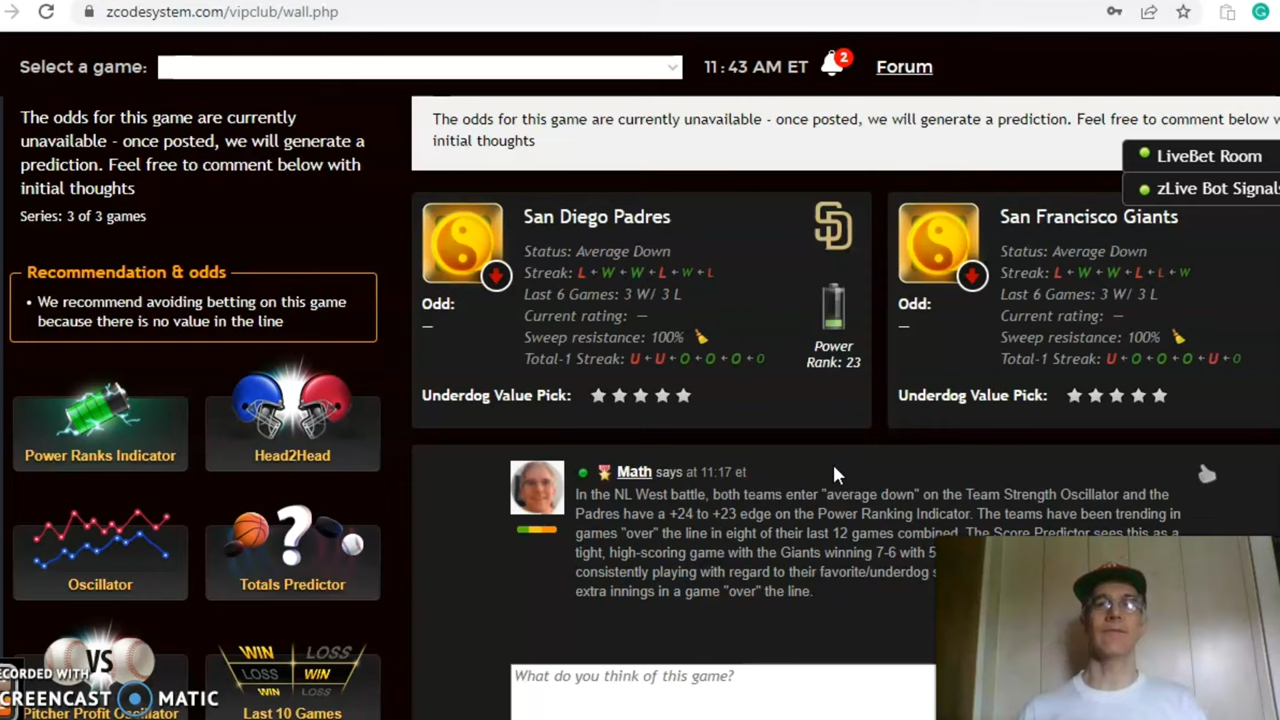 zcodesystem.com/vipclub/wall.php
Select a game:
11:43 AM ET
2
Forum
The odds for this game are currently
unavailable - once posted, we will generate a
prediction. Feel free to comment below with
initial thoughts
Series: 3 of 3 games
Recommendation & odds
• We recommend avoiding betting on this game
because there is no value in the line
Power Ranks Indicator
Head2Head
Oscillator
Totals Predictor
VS
WIN LOSS
LOSS WIN
WIN LOSS
Pitcher Profit Oscillator
Last 10 Games
RECORDED WITH
SCREENCAST MATIC
The odds for this game are currently unavailable - once posted, we will generate a prediction. Feel free to comment below w
initial thoughts
LiveBet Room
zLive Bot Signals
San Diego Padres
SD
Status: Average Down
Streak: L W W L W L
Last 6 Games: 3 W/ 3 L
Odd:
—
Current rating: —
Sweep resistance: 100%
Power
Rank: 23
Total-1 Streak: U U O O O O
Underdog Value Pick:
San Francisco Giants
Status: Average Down
Streak: L W W L L W
Last 6 Games: 3 W/ 3 L
Odd:
—
Current rating: —
Sweep resistance: 100%
Total-1 Streak: U O O O U O
Underdog Value Pick:
Math says at 11:17 et
In the NL West battle, both teams enter "average down" on the Team Strength Oscillator and the
Padres have a +24 to +23 edge on the Power Ranking Indicator. The teams have been trending in
games "over" the line in eight of their last 12 games combined. The Score Predictor sees this as a
tight, high-scoring game with the Giants winning 7-6 with 5
consistently playing with regard to their favorite/underdog s
extra innings in a game "over" the line.
What do you think of this game?